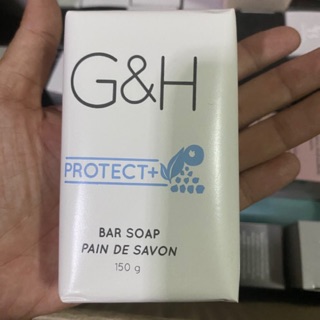 G&H
PROTECT+
BAR SOAP
PAIN DE SAVON
150 g